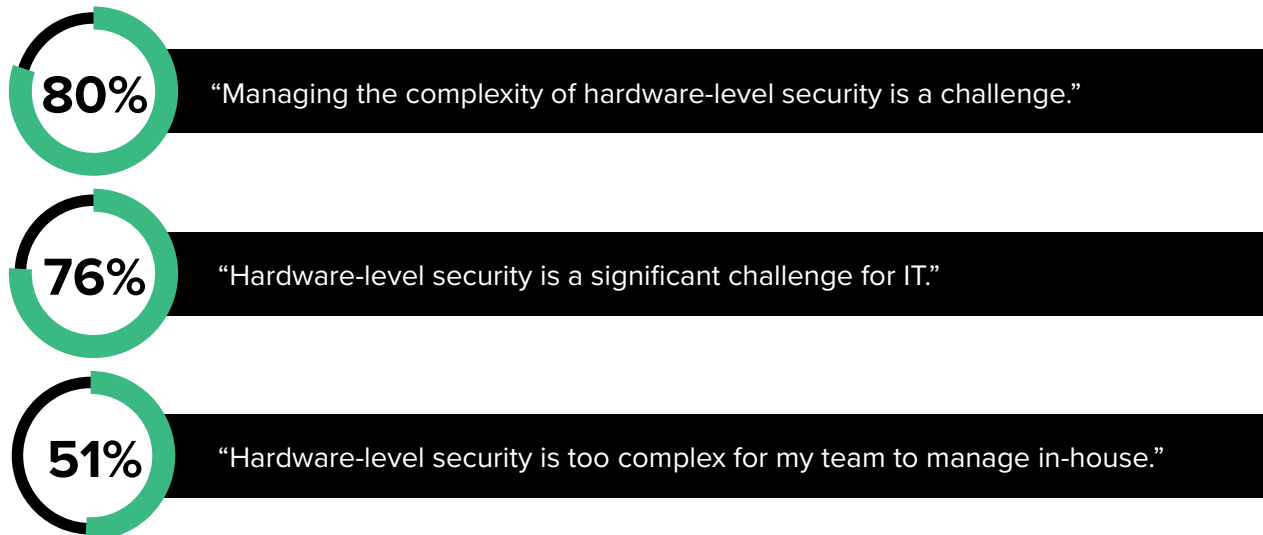 80%
“Managing the complexity of hardware-level security is a challenge.”
76%
“Hardware-level security is a significant challenge for IT.”
51%
“Hardware-level security is too complex for my team to manage in-house.”